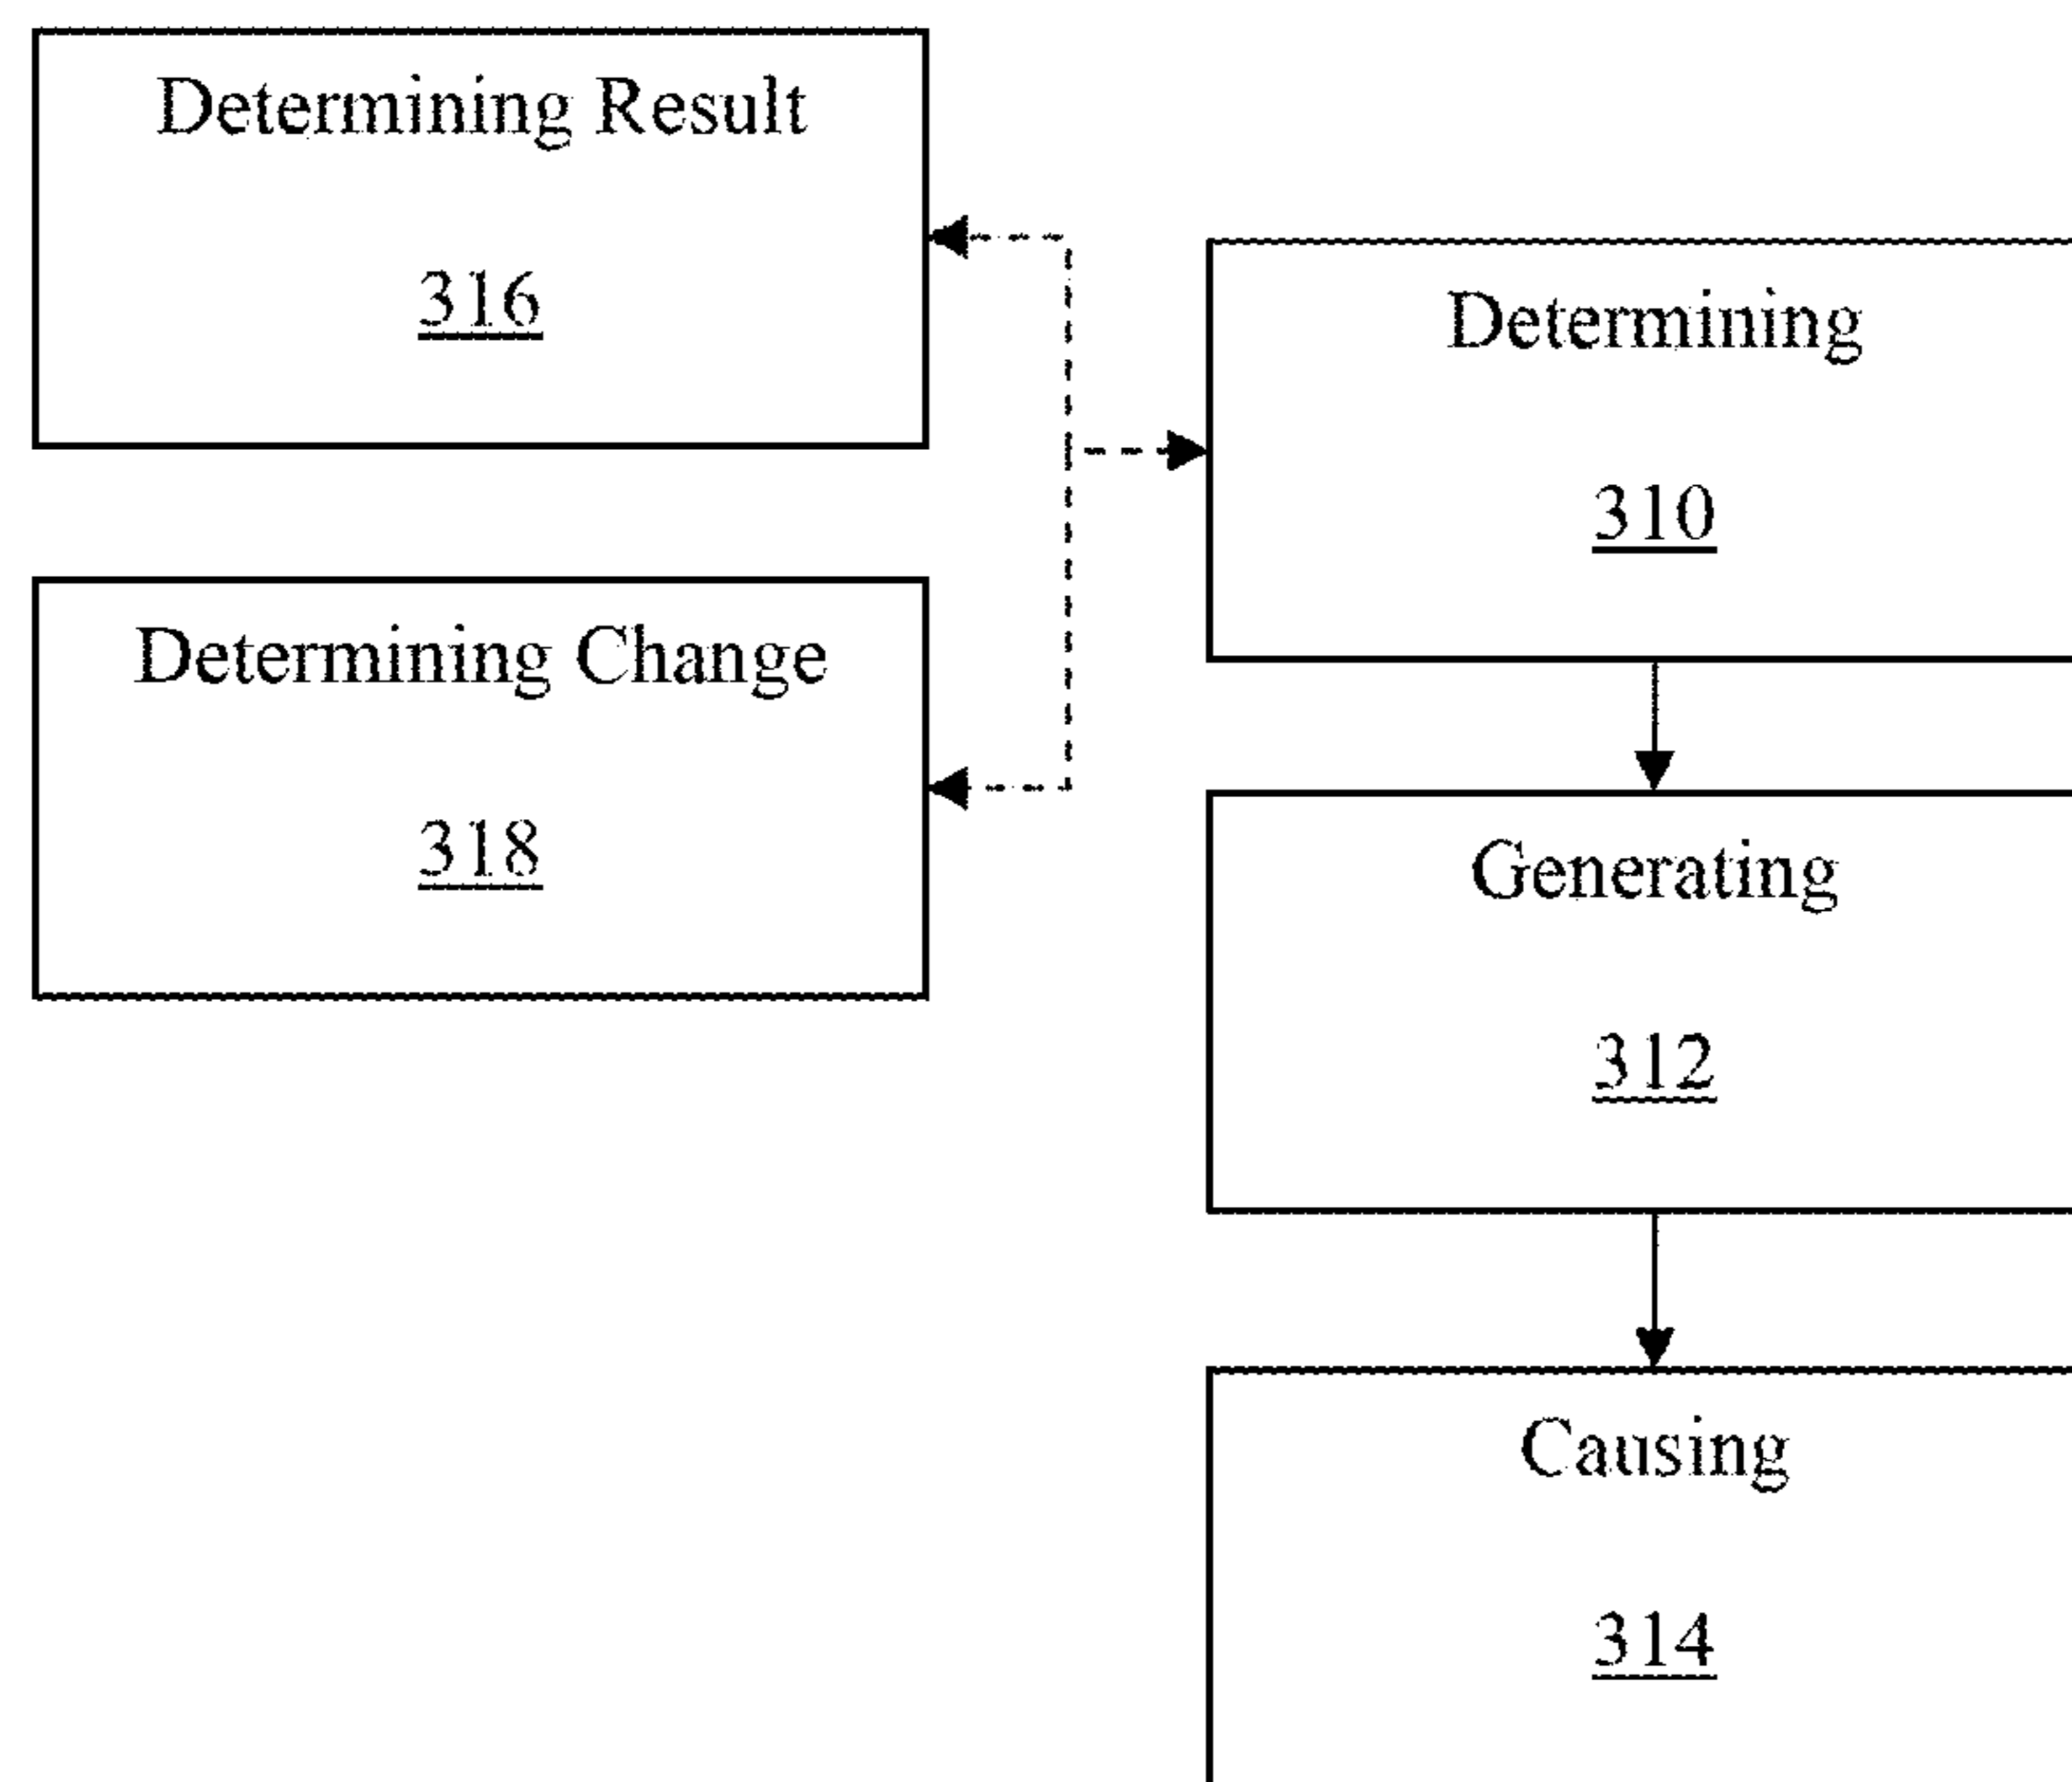 Determining Result
316
Determining
310
Determining Change
318
Generating
312
Causing
314